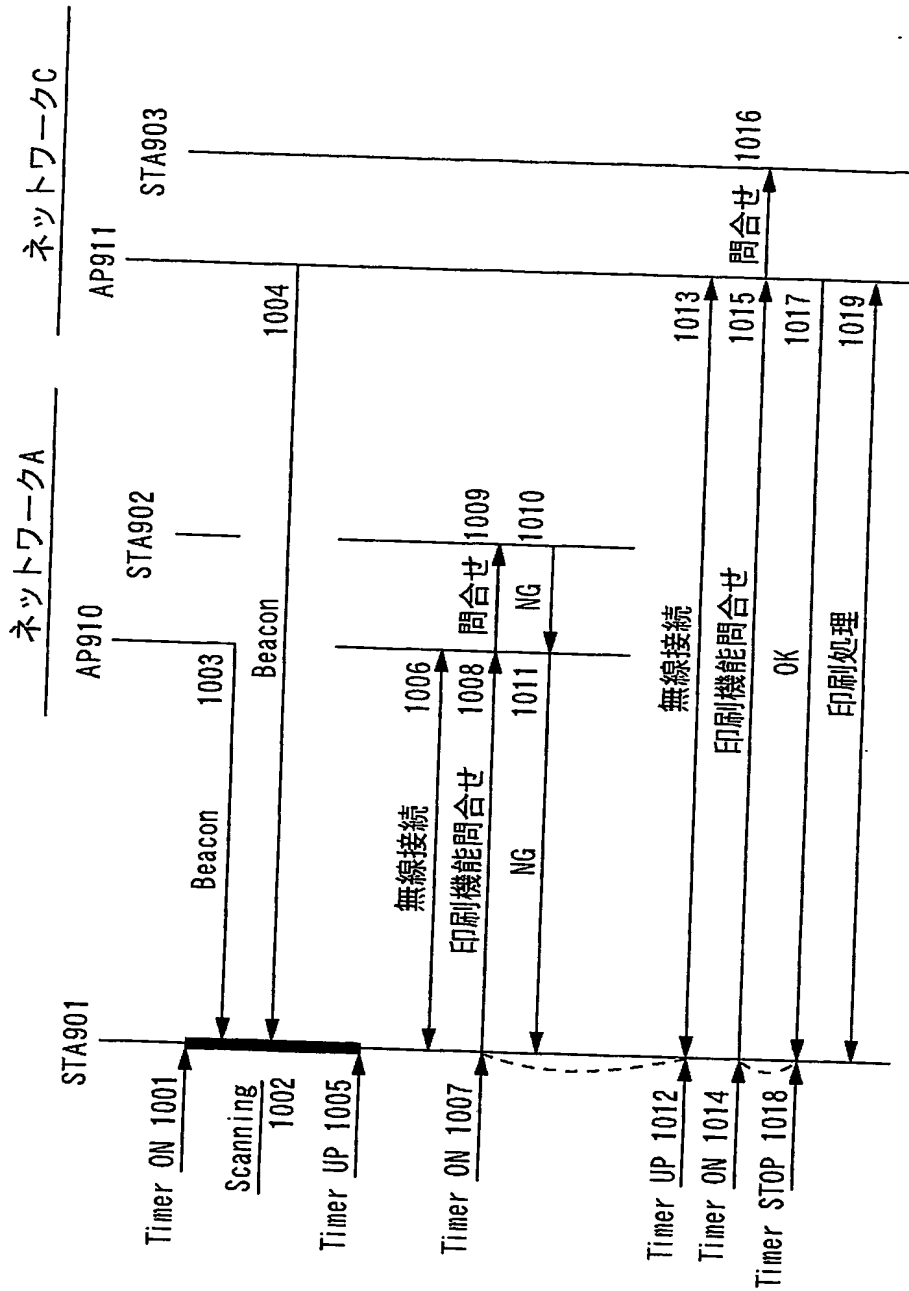 ネットワークA
ネットワークC
STA901
AP910
STA902
AP911
STA903
Timer ON 1001
Scanning
1002
Beacon
1003
Beacon
1004
Timer UP 1005
無線接続
1006
Timer ON 1007
印刷機能問合せ
1008
問合せ
1009
NG
1010
NG
1011
Timer UP 1012
無線接続
1013
Timer ON 1014
印刷機能問合せ
1015
問合せ
1016
OK
1017
Timer STOP 1018
印刷処理
1019